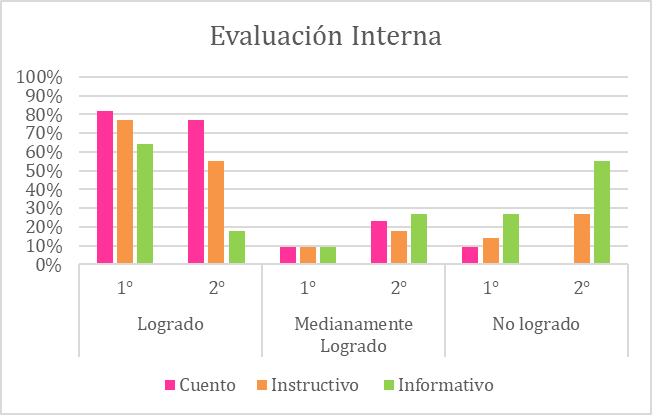 Evaluación Interna
100%
90%
80%
70%
60%
50%
40%
30%
20%
10%
0%
1° 2° 1° 2° 1° 2°
Logrado Medianamente Logrado No logrado
Cuento Instructivo Informativo